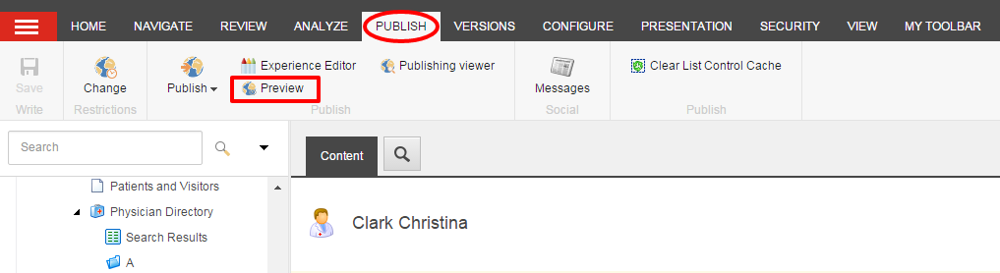 HOME NAVIGATE REVIEW ANALYZE PUBLISH VERSIONS CONFIGURE PRESENTATION SECURITY VIEW MY TOOLBAR
Experience Editor Publishing viewer Clear List Control Cache
Save Change Publish Preview Messages
Write Restrictions Publish Social Publish
Search
Content
Patients and Visitors
Physician Directory
Clark Christina
Search Results
A